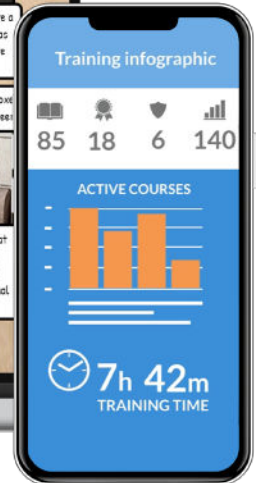 Training infographic
85 18 6 140
ACTIVE COURSES
7h 42m
TRAINING TIME